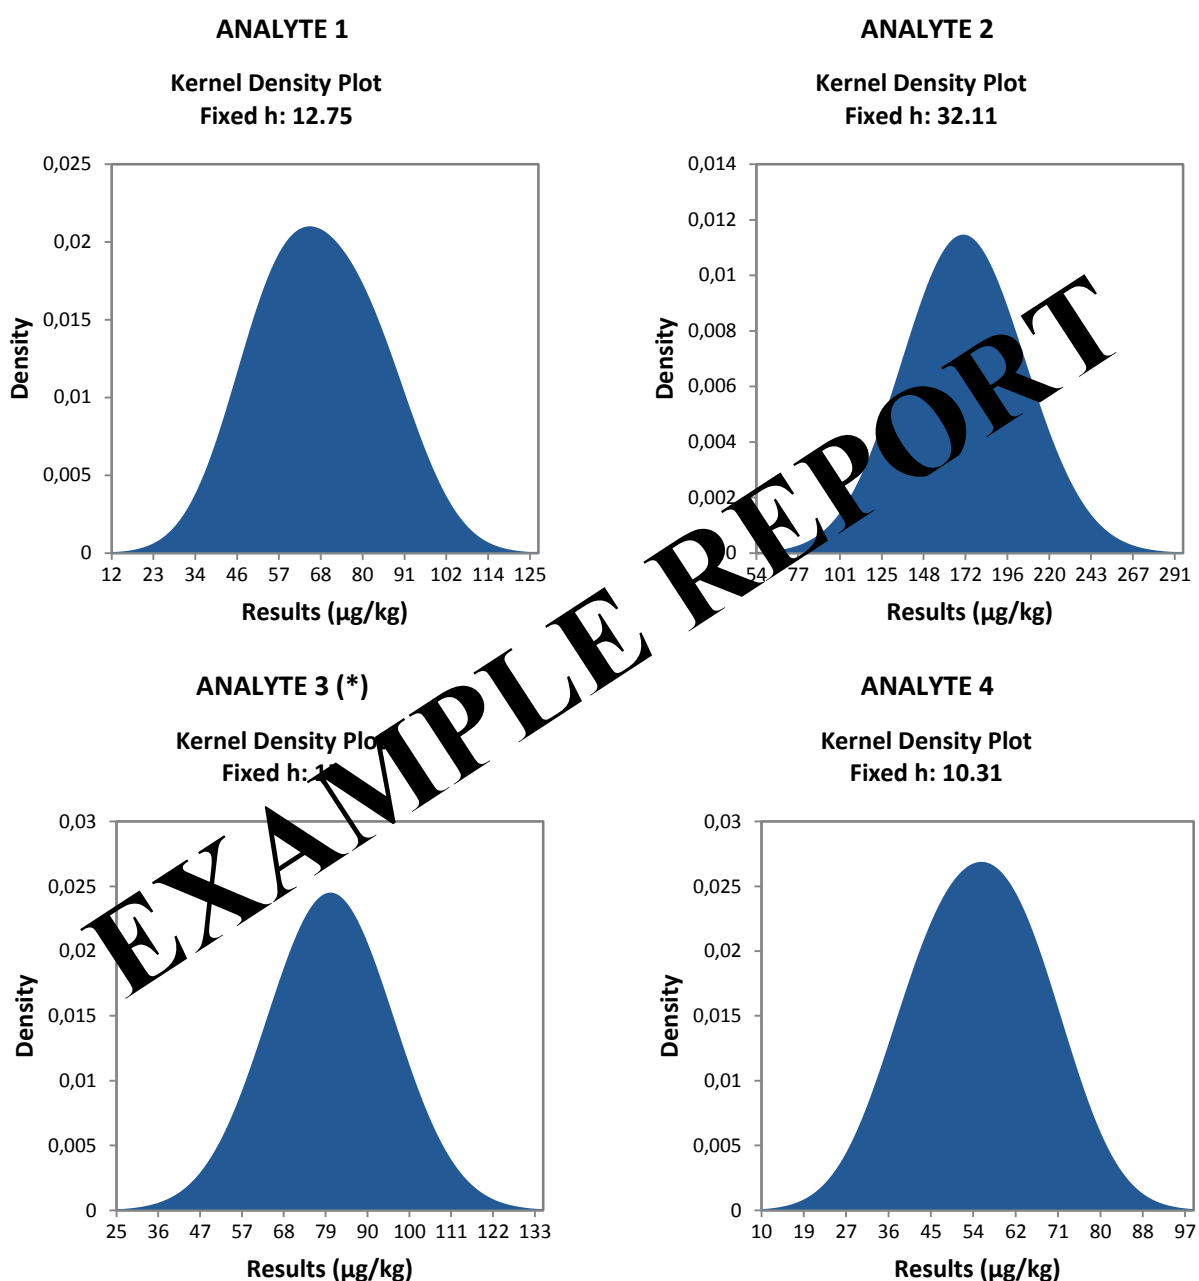 ANALYTE 1
Kernel Density Plot
Fixed h: 12.75
0,025
0,02
0,015
0,01
0,005
0
Density
12 23 34 46 57 68 80 91 102 114 125
Results (µg/kg)
ANALYTE 2
Kernel Density Plot
Fixed h: 32.11
0,014
0,012
0,01
0,008
0,006
0,004
0,002
0
Density
54 77 101 125 148 172 196 220 243 267 291
Results (µg/kg)
EXAMPLE REPORT
ANALYTE 3 (*)
Kernel Density Plot
Fixed h:
0,03
0,025
0,02
0,015
0,01
0,005
0
Density
25 36 47 57 68 79 90 100 111 122 133
Results (µg/kg)
ANALYTE 4
Kernel Density Plot
Fixed h: 10.31
0,03
0,025
0,02
0,015
0,01
0,005
0
Density
10 19 27 36 45 54 62 71 80 88 97
Results (µg/kg)